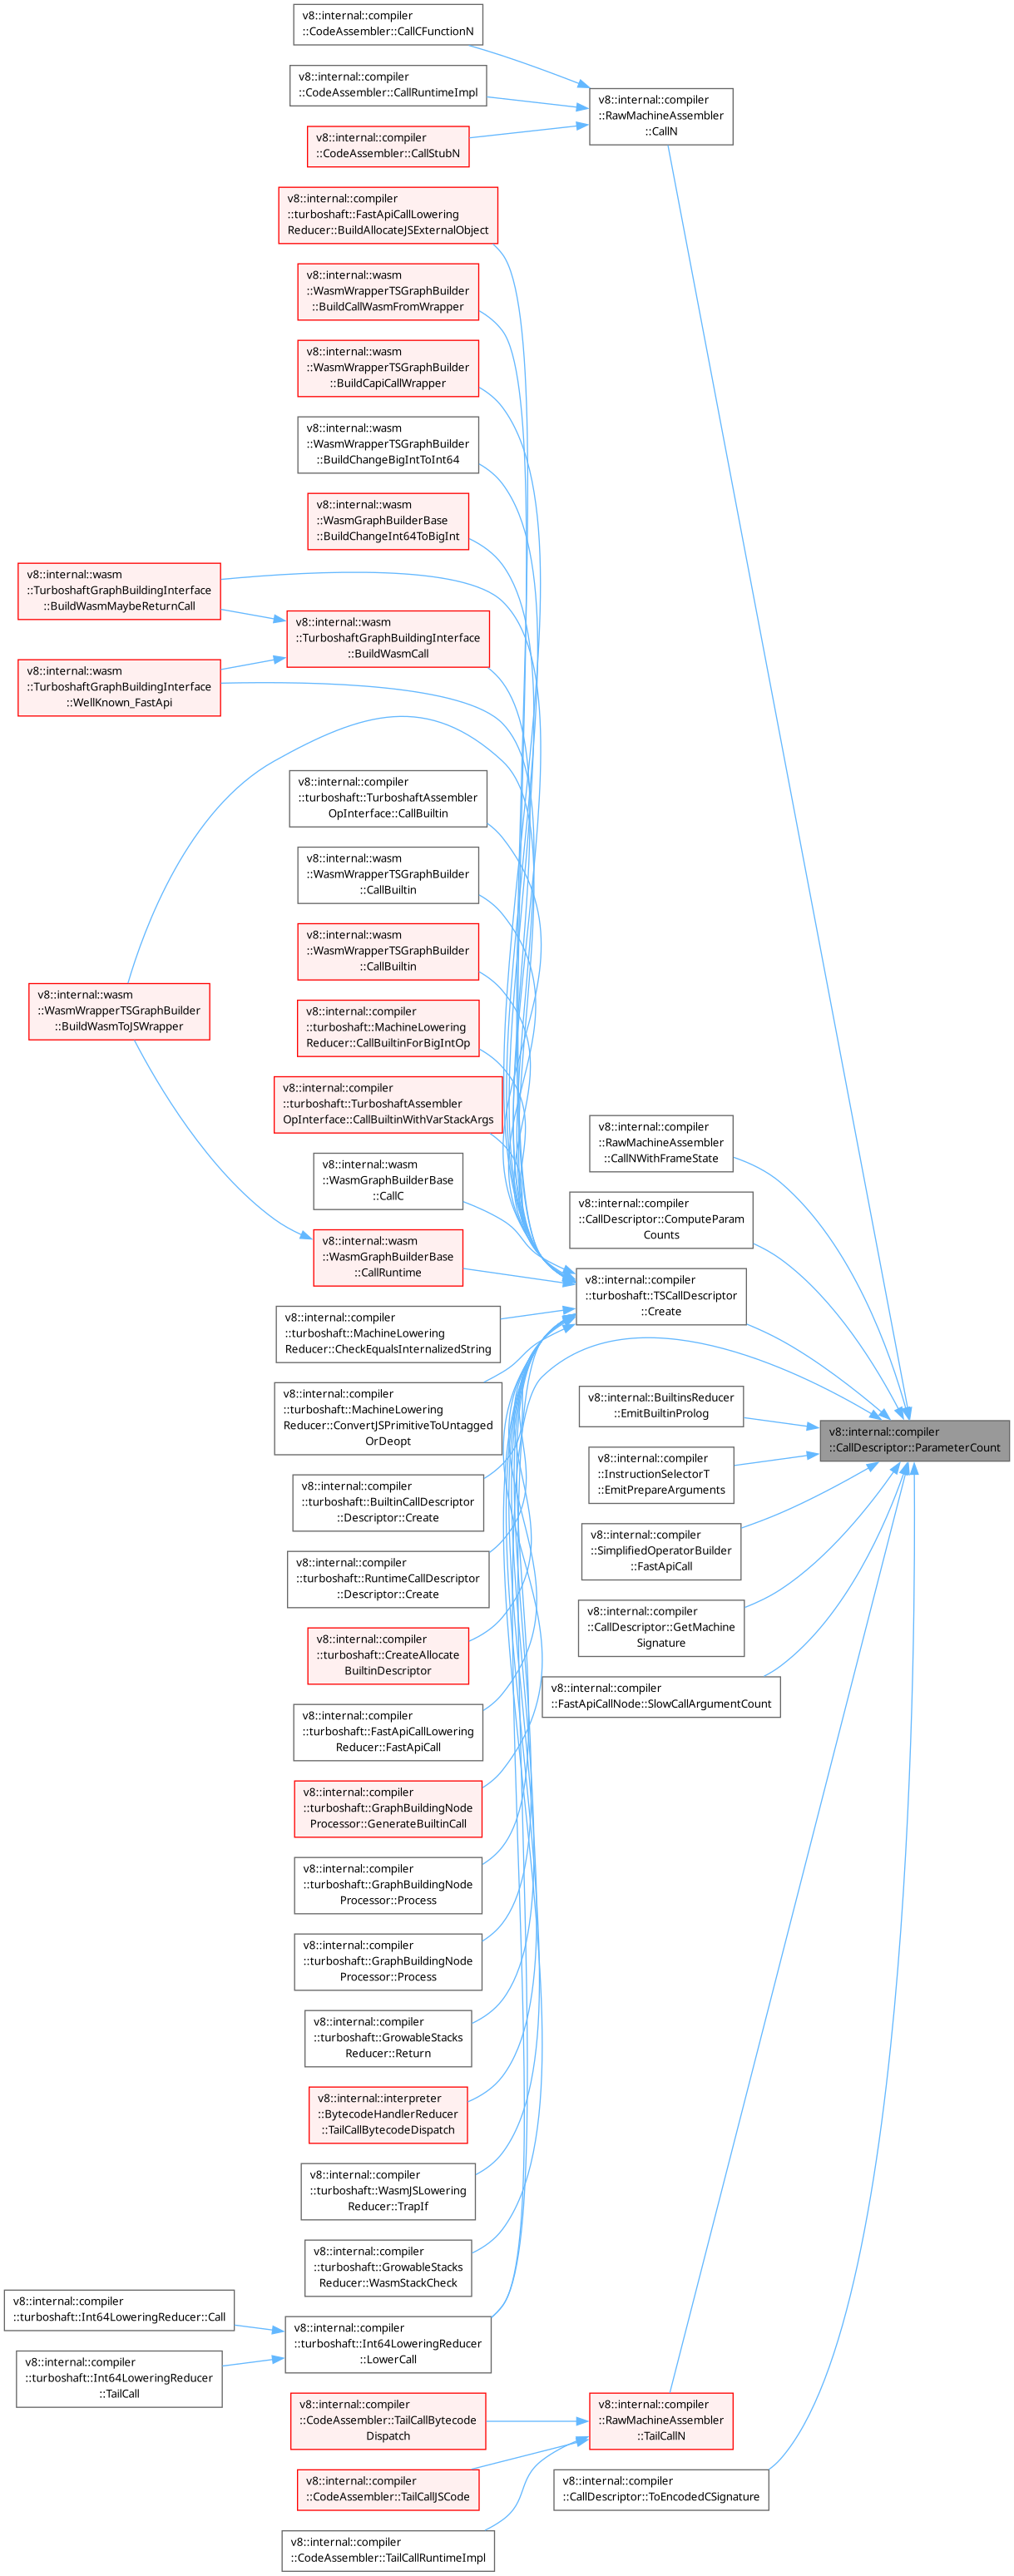 v8::internal::compiler
::CodeAssembler::CallCFunctionN
v8::internal::compiler
::CodeAssembler::CallRuntimeImpl
v8::internal::compiler
::RawMachineAssembler
::CallN
v8::internal::compiler
::CodeAssembler::CallStubN
v8::internal::compiler
::turboshaft::FastApiCallLowering
Reducer::BuildAllocateJSExternalObject
v8::internal::wasm
::WasmWrapperTSGraphBuilder
::BuildCallWasmFromWrapper
v8::internal::wasm
::WasmWrapperTSGraphBuilder
::BuildCapiCallWrapper
v8::internal::wasm
::WasmWrapperTSGraphBuilder
::BuildChangeBigIntToInt64
v8::internal::wasm
::WasmGraphBuilderBase
::BuildChangeInt64ToBigInt
v8::internal::wasm
::TurboshaftGraphBuildingInterface
::BuildWasmMaybeReturnCall
v8::internal::wasm
::TurboshaftGraphBuildingInterface
::BuildWasmCall
v8::internal::wasm
::TurboshaftGraphBuildingInterface
::WellKnown_FastApi
v8::internal::compiler
::turboshaft::TurboshaftAssembler
OpInterface::CallBuiltin
v8::internal::wasm
::WasmWrapperTSGraphBuilder
::CallBuiltin
v8::internal::wasm
::WasmWrapperTSGraphBuilder
::CallBuiltin
v8::internal::wasm
::WasmWrapperTSGraphBuilder
::BuildWasmToJSWrapper
v8::internal::compiler
::turboshaft::MachineLowering
Reducer::CallBuiltinForBigIntOp
v8::internal::compiler
::turboshaft::TurboshaftAssembler
OpInterface::CallBuiltinWithVarStackArgs
v8::internal::compiler
::RawMachineAssembler
::CallNWithFrameState
v8::internal::wasm
::WasmGraphBuilderBase
::CallC
v8::internal::compiler
::CallDescriptor::ComputeParam
Counts
v8::internal::wasm
::WasmGraphBuilderBase
::CallRuntime
v8::internal::compiler
::turboshaft::TSCallDescriptor
::Create
v8::internal::compiler
::turboshaft::MachineLowering
Reducer::CheckEqualsInternalizedString
v8::internal::compiler
::turboshaft::MachineLowering
Reducer::ConvertJSPrimitiveToUntagged
OrDeopt
v8::internal::BuiltinsReducer
::EmitBuiltinProlog
v8::internal::compiler
::CallDescriptor::ParameterCount
v8::internal::compiler
::InstructionSelectorT
::EmitPrepareArguments
v8::internal::compiler
::turboshaft::BuiltinCallDescriptor
::Descriptor::Create
v8::internal::compiler
::SimplifiedOperatorBuilder
::FastApiCall
v8::internal::compiler
::turboshaft::RuntimeCallDescriptor
::Descriptor::Create
v8::internal::compiler
::CallDescriptor::GetMachine
Signature
v8::internal::compiler
::turboshaft::CreateAllocate
BuiltinDescriptor
v8::internal::compiler
::FastApiCallNode::SlowCallArgumentCount
v8::internal::compiler
::turboshaft::FastApiCallLowering
Reducer::FastApiCall
v8::internal::compiler
::turboshaft::GraphBuildingNode
Processor::GenerateBuiltinCall
v8::internal::compiler
::turboshaft::GraphBuildingNode
Processor::Process
v8::internal::compiler
::turboshaft::GraphBuildingNode
Processor::Process
v8::internal::compiler
::turboshaft::GrowableStacks
Reducer::Return
v8::internal::interpreter
::BytecodeHandlerReducer
::TailCallBytecodeDispatch
v8::internal::compiler
::turboshaft::WasmJSLowering
Reducer::TrapIf
v8::internal::compiler
::turboshaft::GrowableStacks
Reducer::WasmStackCheck
v8::internal::compiler
::turboshaft::Int64LoweringReducer::Call
v8::internal::compiler
::turboshaft::Int64LoweringReducer
::LowerCall
v8::internal::compiler
::turboshaft::Int64LoweringReducer
::TailCall
v8::internal::compiler
::CodeAssembler::TailCallBytecode
Dispatch
v8::internal::compiler
::RawMachineAssembler
::TailCallN
v8::internal::compiler
::CodeAssembler::TailCallJSCode
v8::internal::compiler
::CallDescriptor::ToEncodedCSignature
v8::internal::compiler
::CodeAssembler::TailCallRuntimeImpl